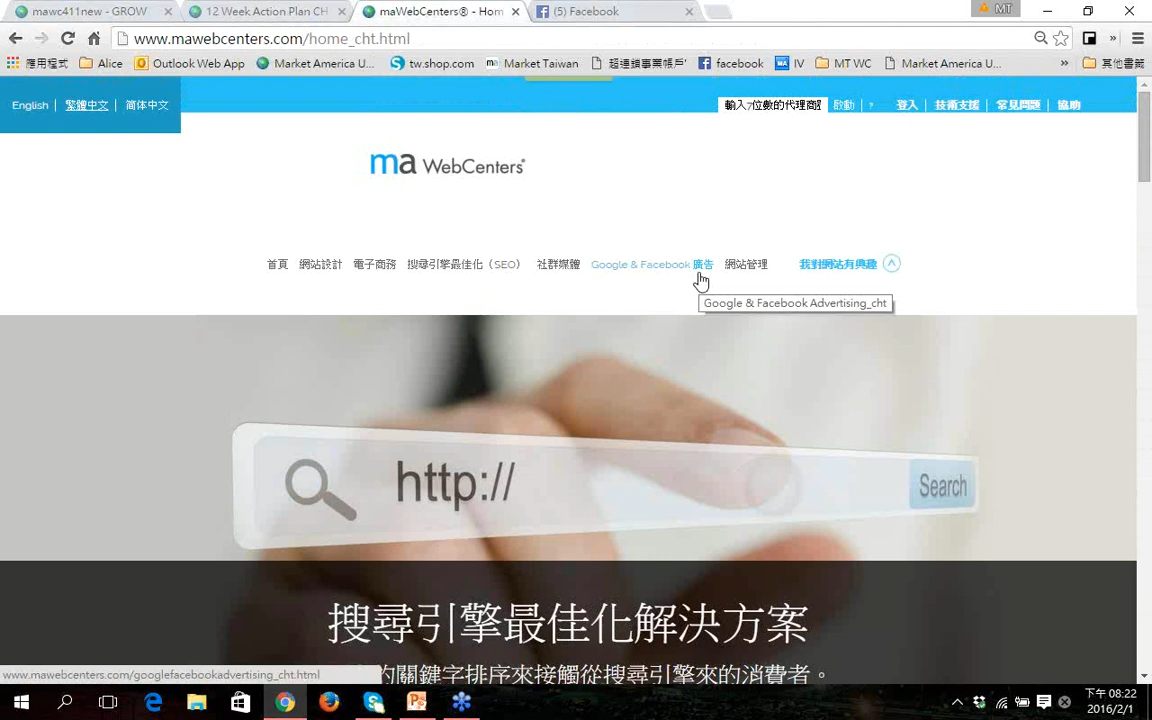 mawc411new - GROW
12 Week Action Plan CH
maWebCenters® - Hom
(5) Facebook
MT
www.mawebcenters.com/home_cht.html
應用程式
Alice
Outlook Web App
Market America U...
tw.shop.com
Market Taiwan
超連鎖事業帳戶
facebook
IV
MT WC
Market America U...
»
其他書籤
English
繁體中文
简体中文
輸入7位數的代理商
啟動
?
登入
技術支援
常見問題
協助
ma WebCenters®
首頁
網站設計
電子商務
搜尋引擎最佳化（SEO）
社群媒體
Google & Facebook 廣告
網站管理
我對網站有興趣
Google & Facebook Advertising_cht
http://
Search
搜尋引擎最佳化解決方案
的關鍵字排序來接觸從搜尋引擎來的消費者。
www.mawebcenters.com/googlefacebookadvertising_cht.html
下午 08:22
2016/2/1